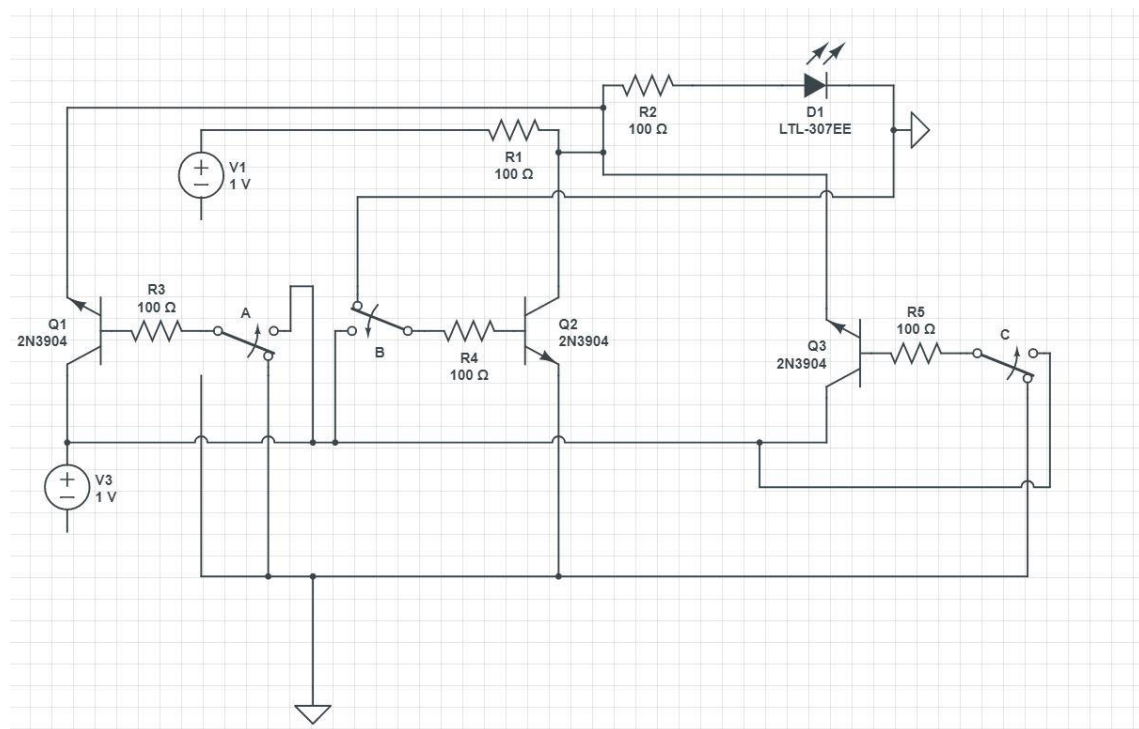 R2
100 Ω
D1
LTL-307EE
R1
100 Ω
+
−
V1
1 V
R3
100 Ω
A
Q1
2N3904
B
R4
100 Ω
Q2
2N3904
R5
100 Ω
C
Q3
2N3904
+
−
V3
1 V